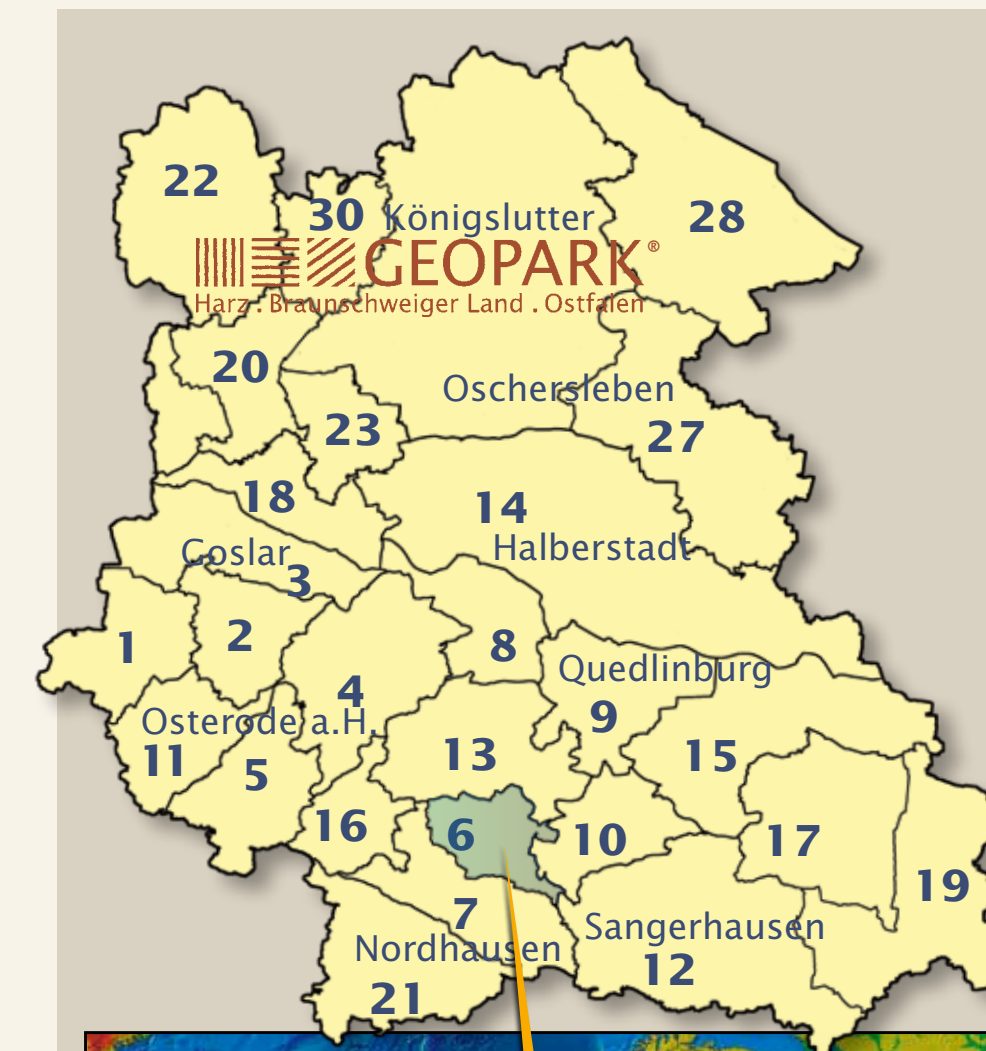 22
30 Königslutter
28
GEOPARK®
Harz . Braunschweiger Land . Ostfalen
20
Oschersleben
23
27
18
14
Halberstadt
Goslar
3
1
2
8
Quedlinburg
4
9
Osterode a.H.
11
5
13
15
16
6
10
17
19
7
Nordhausen
Sangerhausen
12
21